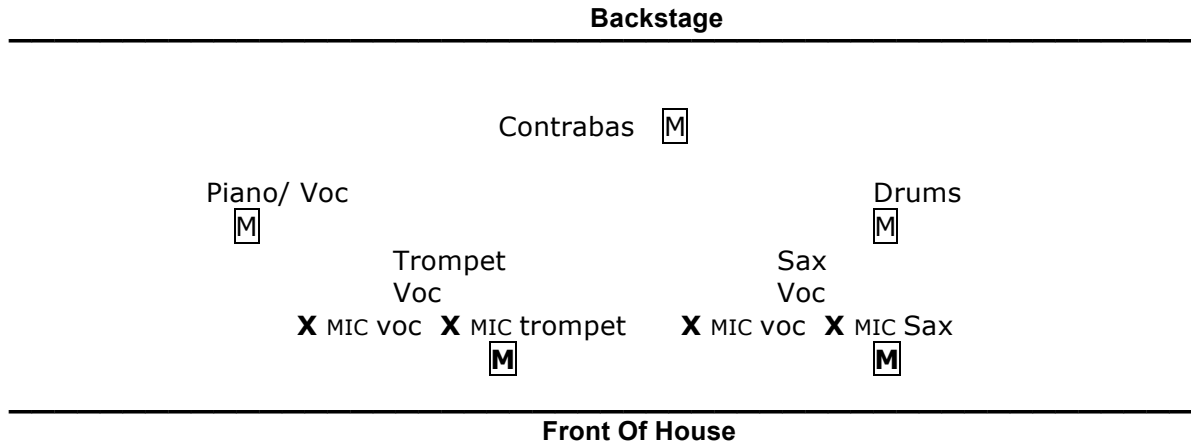 Backstage
Contrabas M
Piano/ Voc Drums
M M
Trompet Sax
Voc Voc
X MIC voc X MIC trompet X MIC voc X MIC Sax
M M
Front Of House